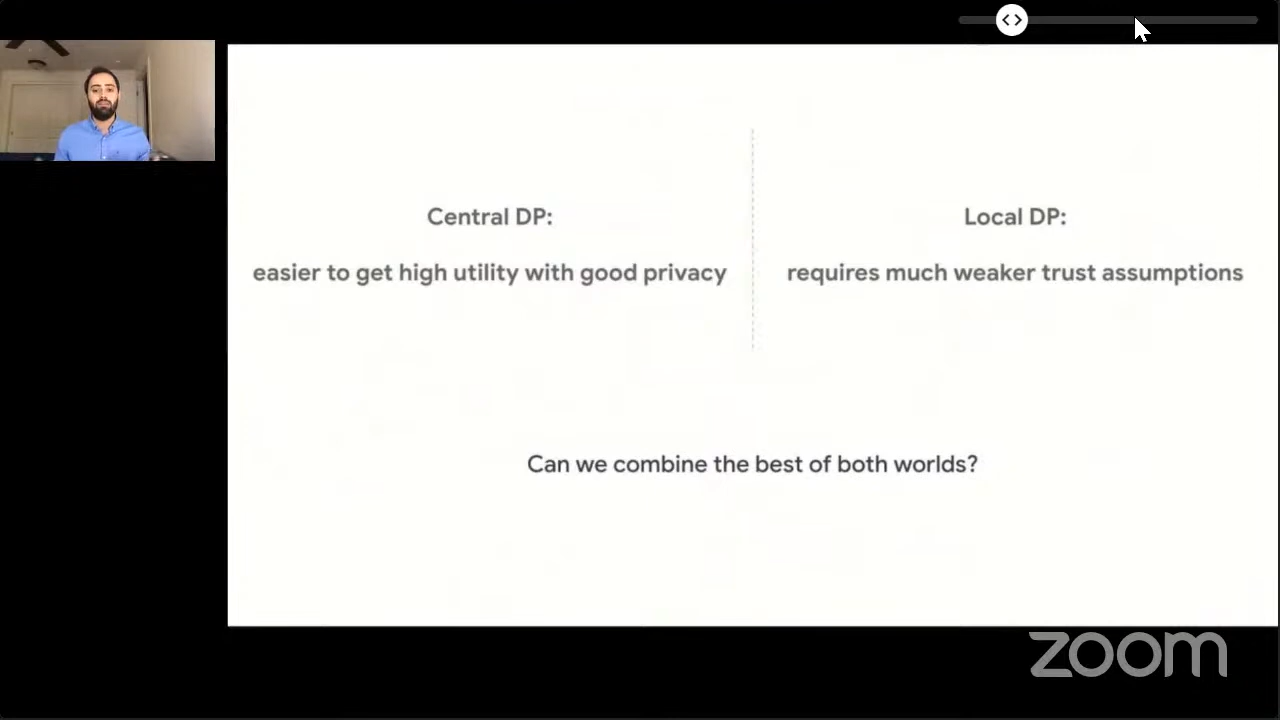 Central DP:
easier to get high utility with good privacy
Local DP:
requires much weaker trust assumptions
Can we combine the best of both worlds?
zoom